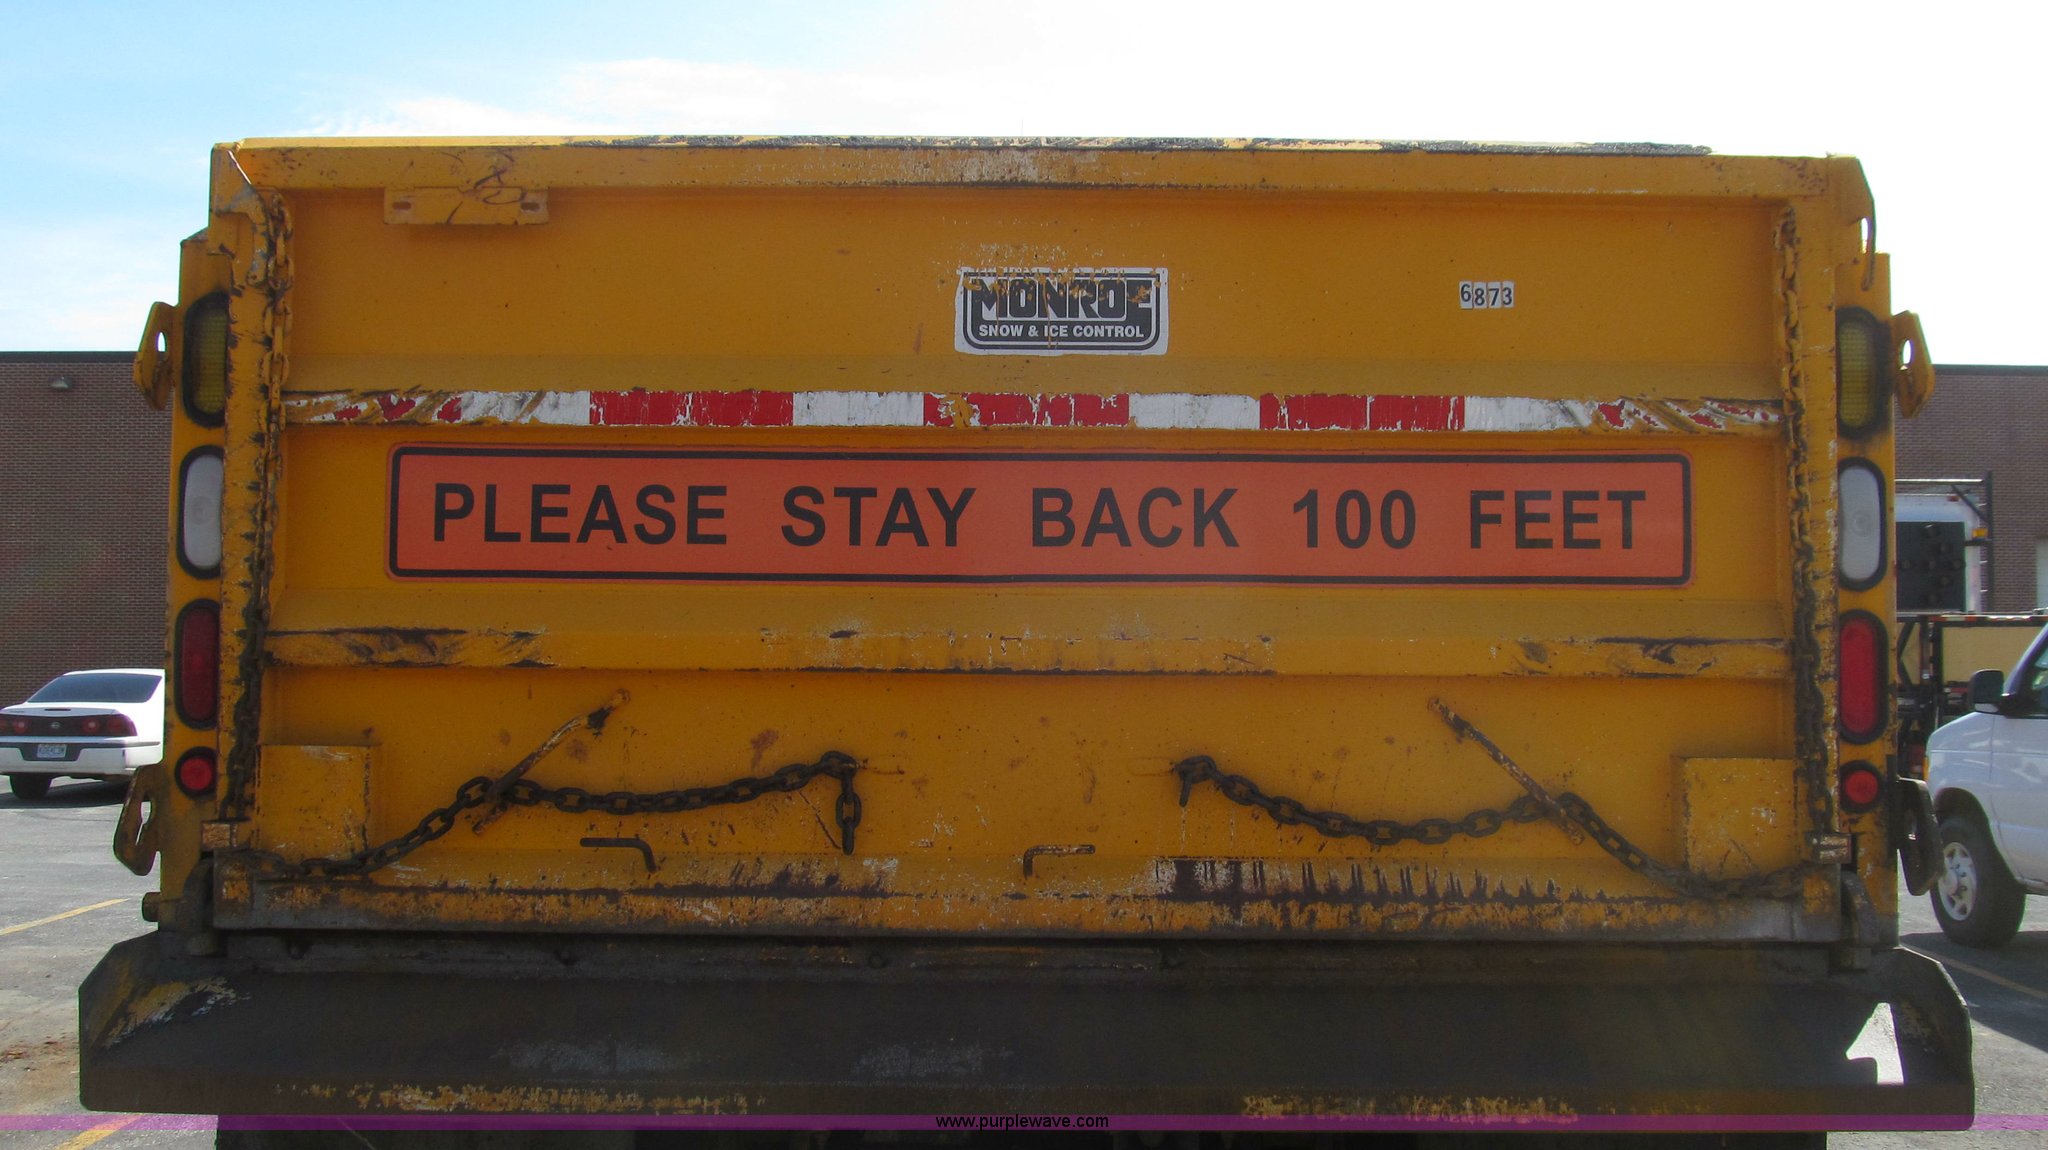 MONROE
SNOW & ICE CONTROL
6873
PLEASE STAY BACK 100 FEET
www.purplewave.com